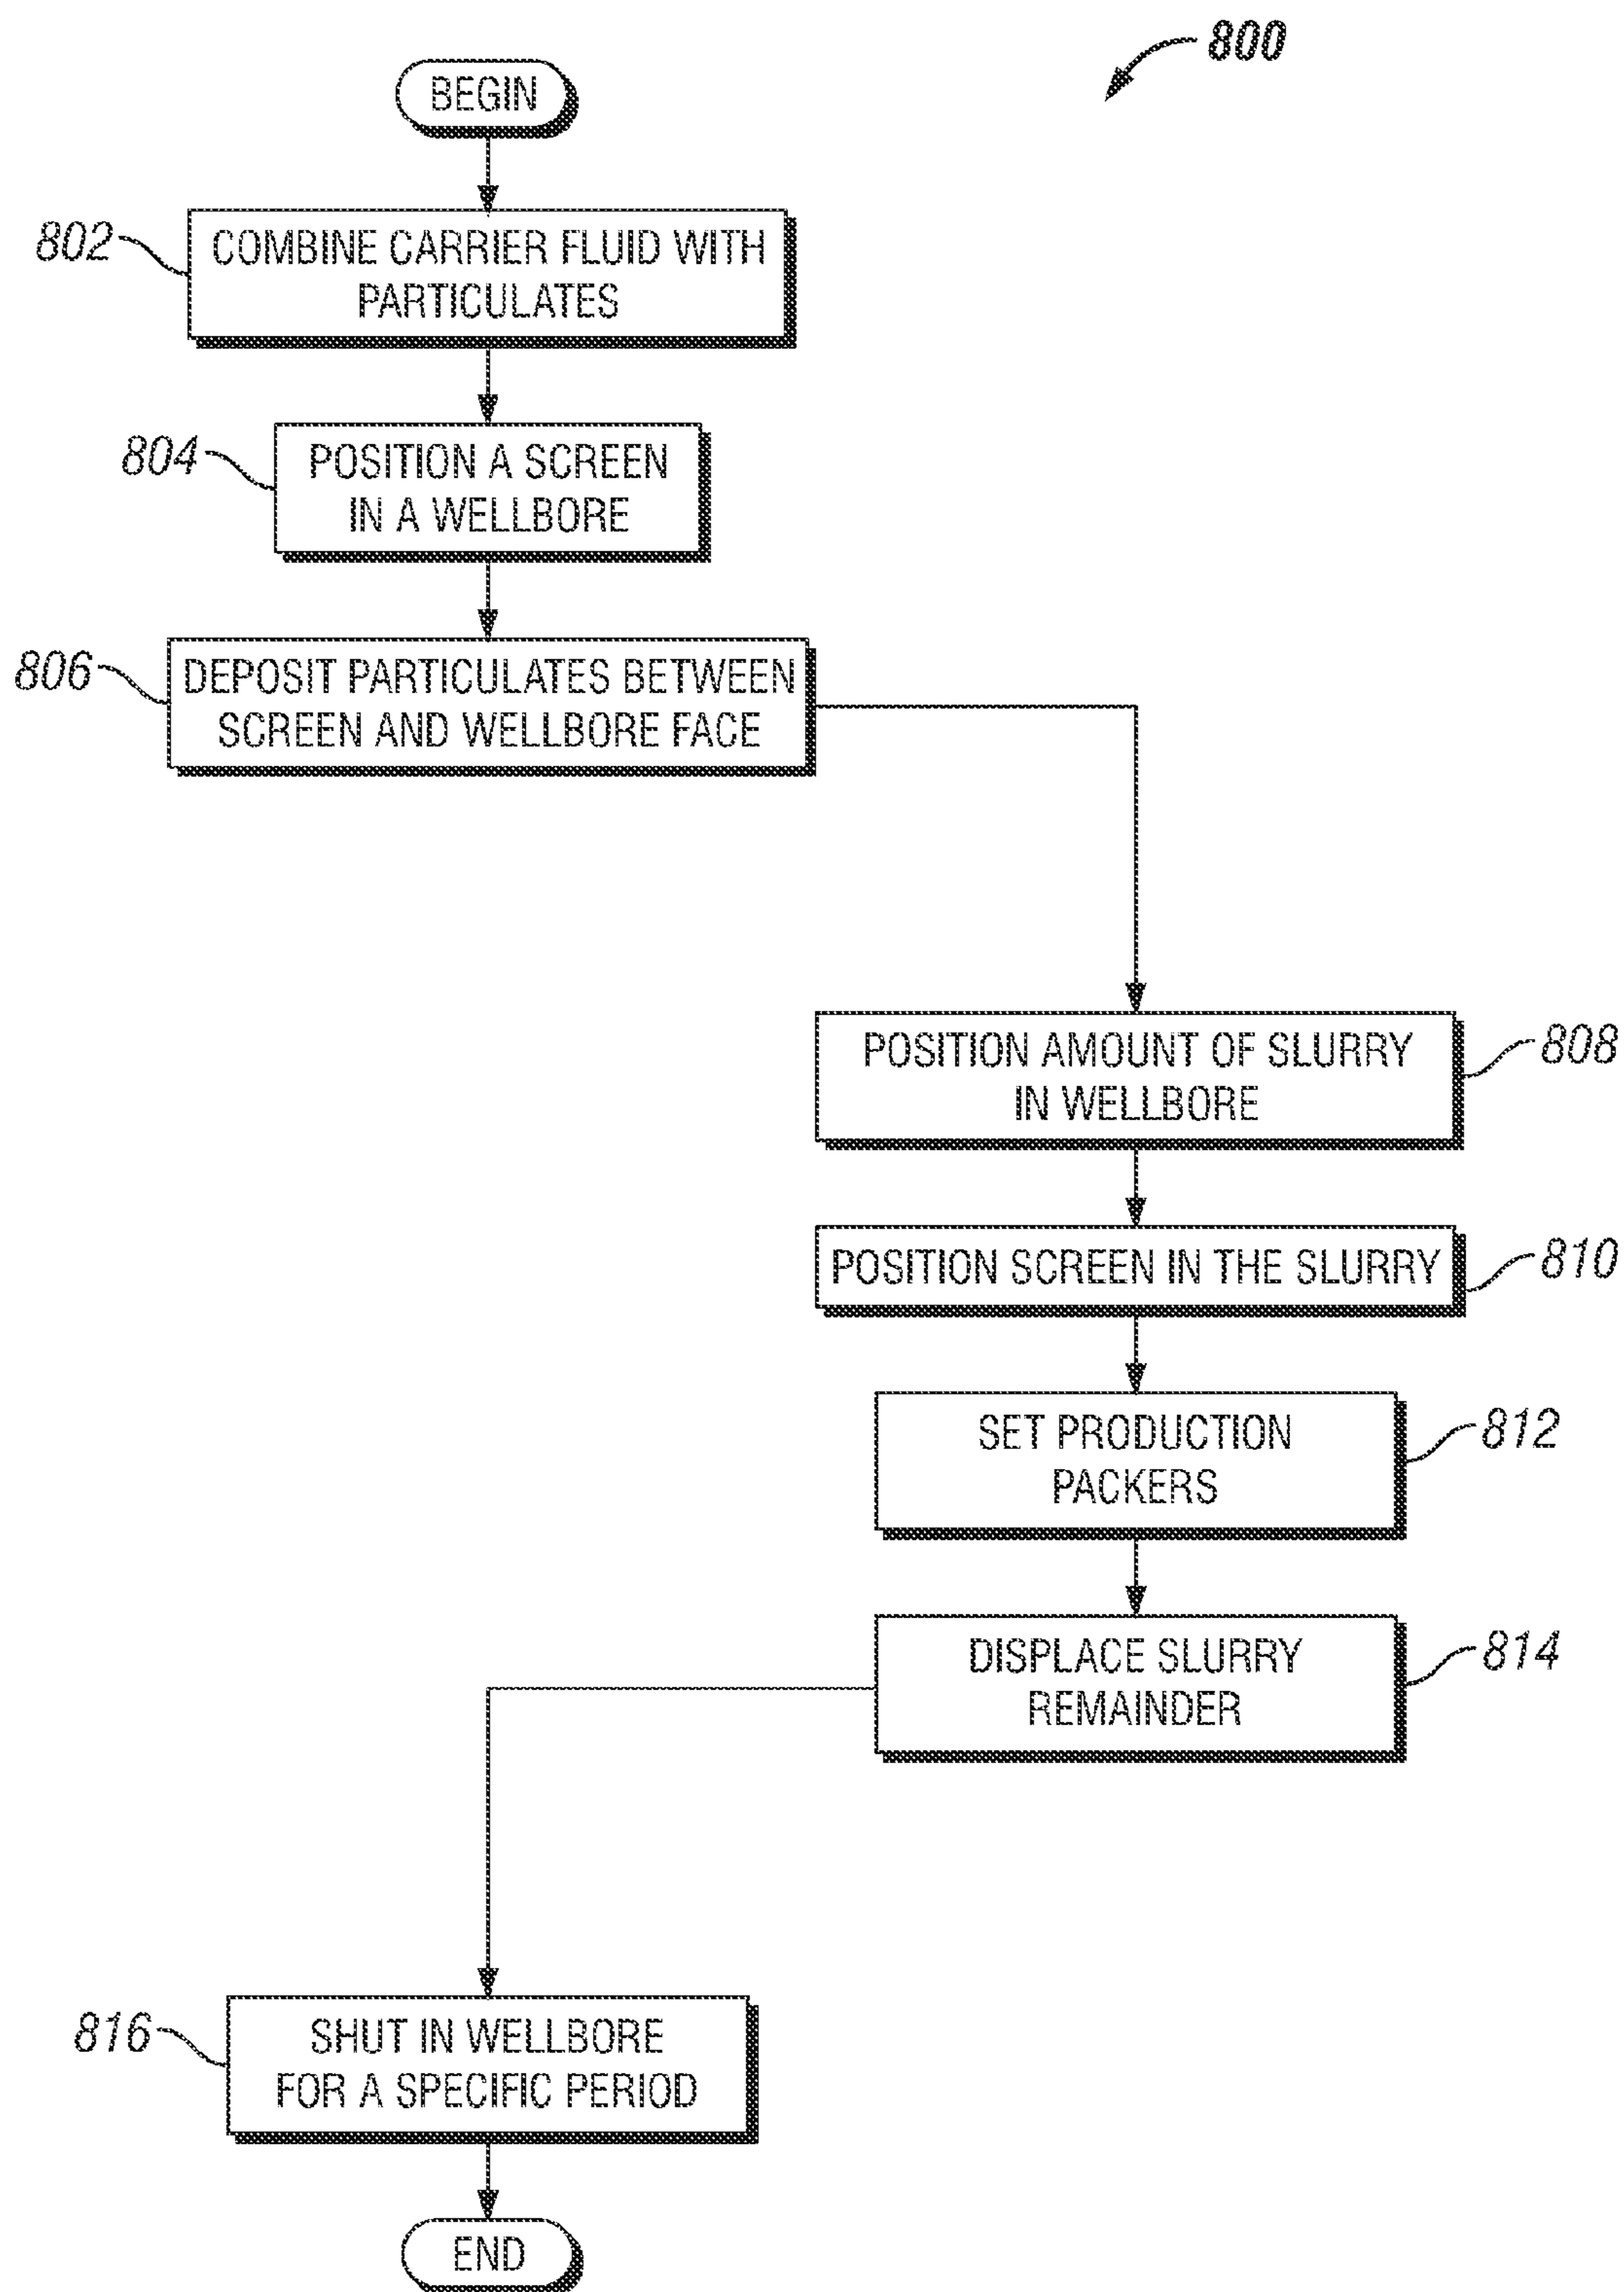 800
BEGIN
802
COMBINE CARRIER FLUID WITH
PARTICULATES
804
POSITION A SCREEN
IN A WELLBORE
806
DEPOSIT PARTICULATES BETWEEN
SCREEN AND WELLBORE FACE
POSITION AMOUNT OF SLURRY
IN WELLBORE
808
POSITION SCREEN IN THE SLURRY
810
SET PRODUCTION
PACKERS
812
DISPLACE SLURRY
REMAINDER
814
816
SHUT IN WELLBORE
FOR A SPECIFIC PERIOD
END